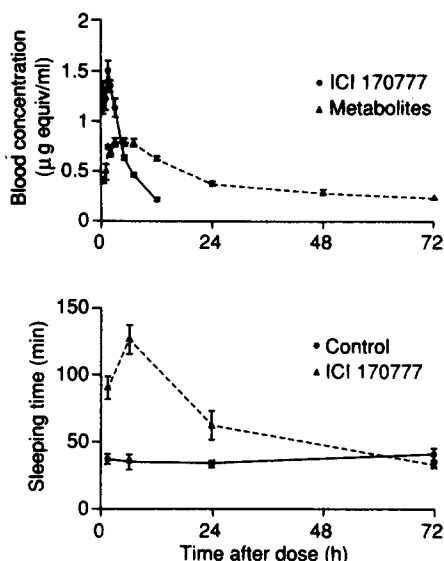 Blood concentration
(μg equiv/ml)
2
1.5
1
0.5
0
ICI 170777
Metabolites
0
24
48
72
Sleeping time (min)
150
100
50
0
Control
ICI 170777
0
24
48
72
Time after dose (h)